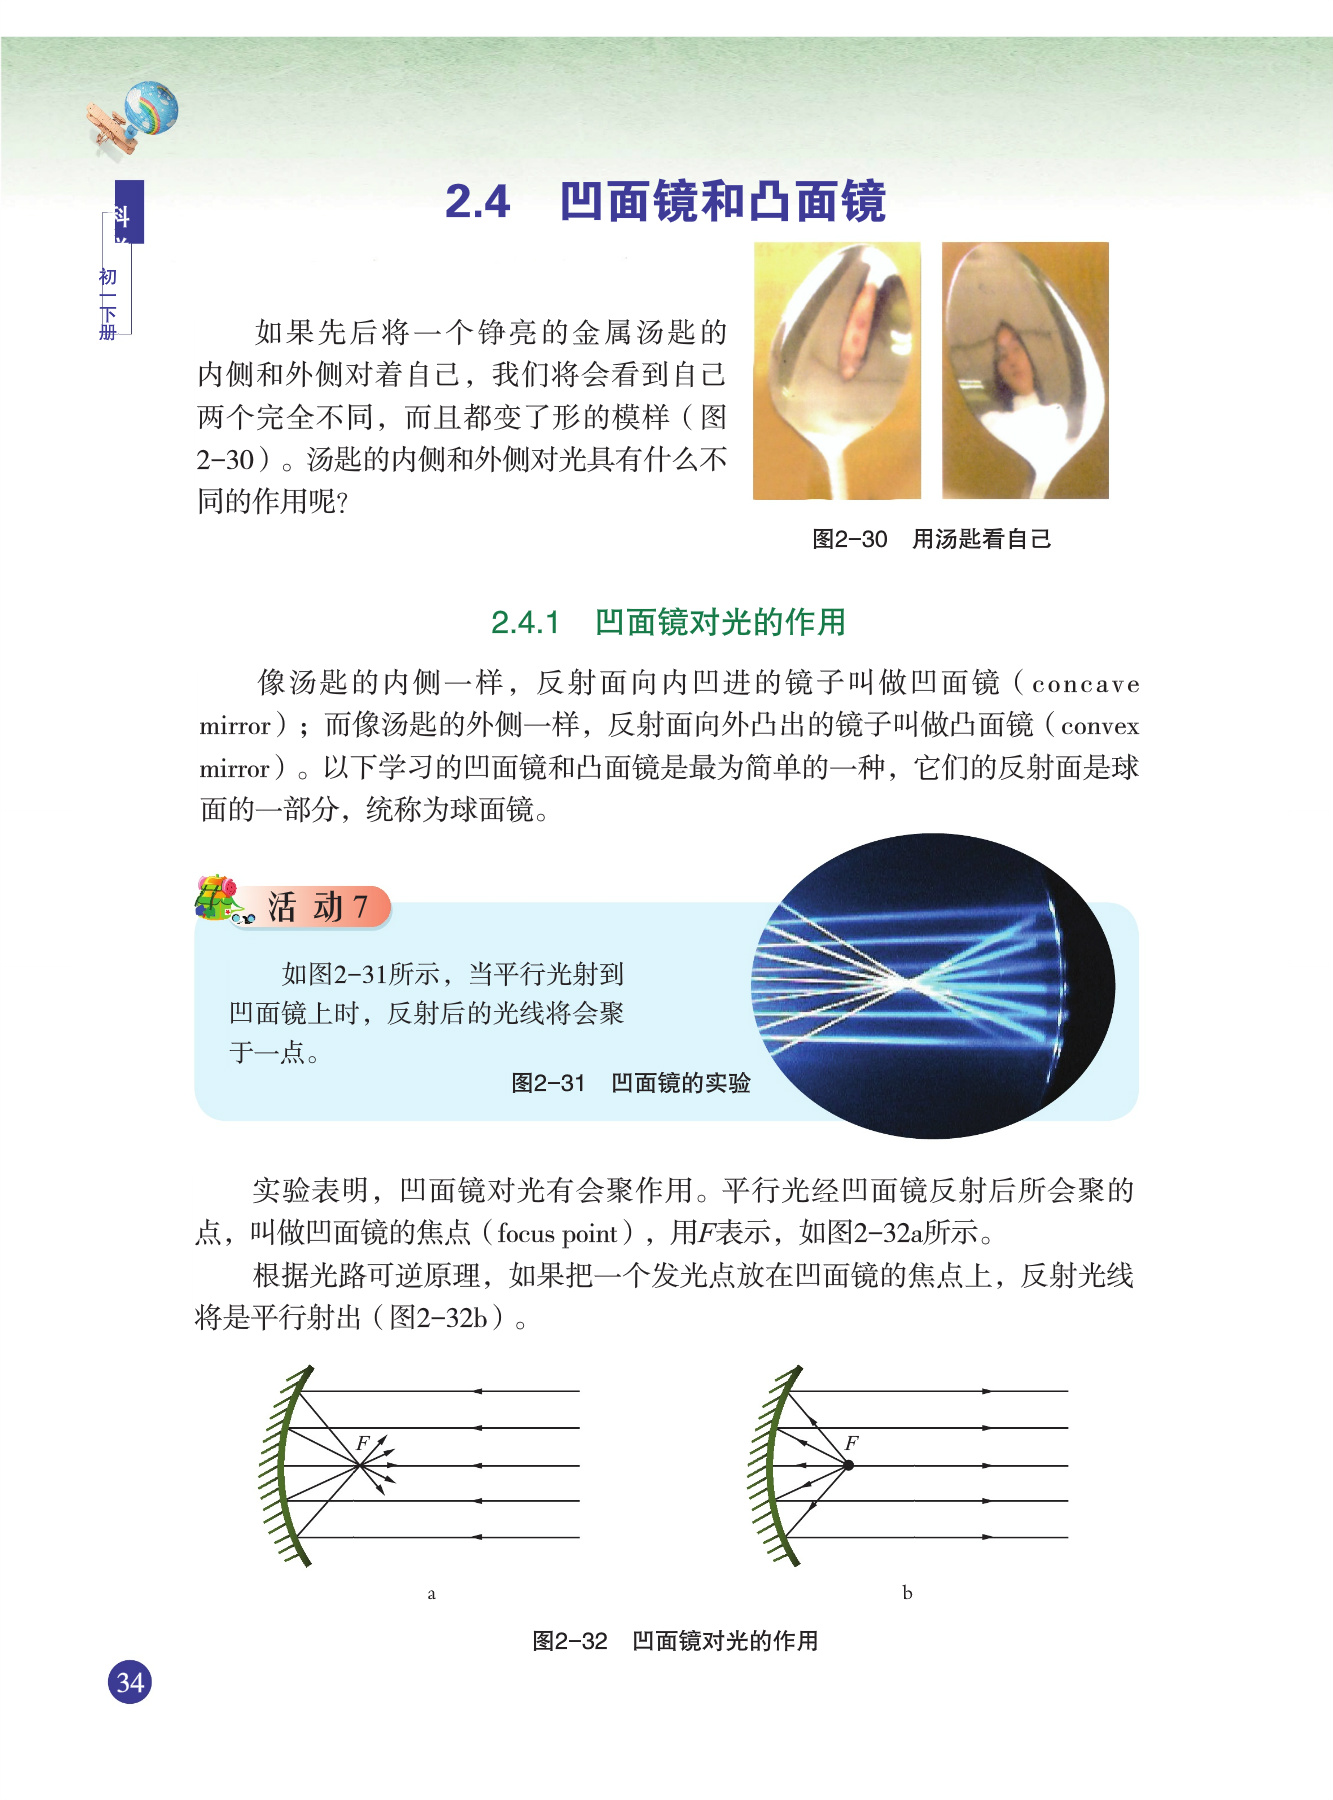 科
初一下册
2.4 凹面镜和凸面镜
如果先后将一个铮亮的金属汤匙的
内侧和外侧对着自己，我们将会看到自己
两个完全不同，而且都变了形的模样（图
2-30）。汤匙的内侧和外侧对光具有什么不
同的作用呢？
图2-30 用汤匙看自己
2.4.1 凹面镜对光的作用
像汤匙的内侧一样，反射面向内凹进的镜子叫做凹面镜（concave
mirror）；而像汤匙的外侧一样，反射面向外凸出的镜子叫做凸面镜（convex
mirror）。以下学习的凹面镜和凸面镜是最为简单的一种，它们的反射面是球
面的一部分，统称为球面镜。
活动7
如图2-31所示，当平行光射到
凹面镜上时，反射后的光线将会聚
于一点。
图2-31 凹面镜的实验
实验表明，凹面镜对光有会聚作用。平行光经凹面镜反射后所会聚的
点，叫做凹面镜的焦点（focus point），用F表示，如图2-32a所示。
根据光路可逆原理，如果把一个发光点放在凹面镜的焦点上，反射光线
将是平行射出（图2-32b）。
F
F
a
b
图2-32 凹面镜对光的作用
34